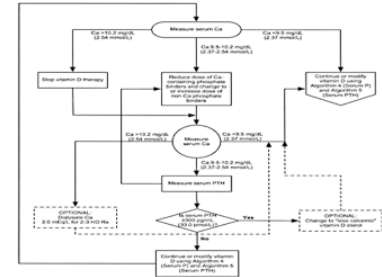 Measure serum Ca
Ca >10.2 mg/dL
(2.54 mmol/L)
Ca <9.5 mg/dL
(2.37 mmol/L)
Ca 9.5-10.2 mg/dL
(2.37-2.54 mmol/L)
Stop vitamin D therapy
Reduce dose of Ca-
containing phosphate
binders and change to
or increase dose of
non-Ca phosphate
binders
Continue or modify
vitamin D using
Algorithm 4 (Serum P)
and Algorithm 5
(Serum PTH)
Ca >10.2 mg/dL
(2.54 mmol/L)
Measure
serum Ca
Ca <9.5 mg/dL
(2.37 mmol/L)
Ca 9.5-10.2 mg/dL
(2.37-2.54 mmol/L)
Measure serum PTH
OPTIONAL:
Dialysate Ca
2.0 mEq/L for 2-3 HD Rx
Is serum PTH
≥300 pg/mL
(33.0 pmol/L)?
Yes
OPTIONAL:
Change to "less calcemic"
vitamin D sterol
No
Continue or modify
vitamin D using Algorithm 4
(Serum P) and Algorithm 5
(Serum PTH)